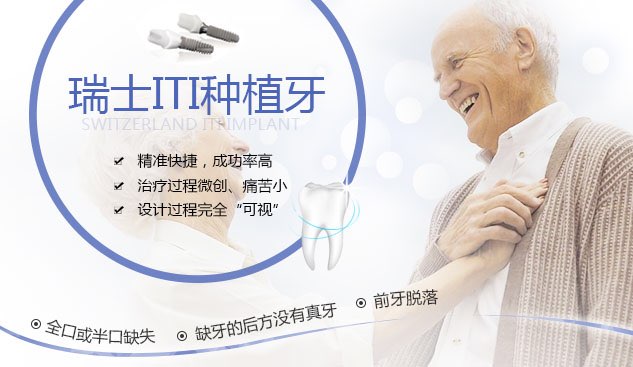 瑞士ITI种植牙
SWITZERLAND ITIIMPLANT
精准快捷，成功率高
治疗过程微创、痛苦小
设计过程完全“可视”
全口或半口缺失
缺牙的后方没有真牙
前牙脱落